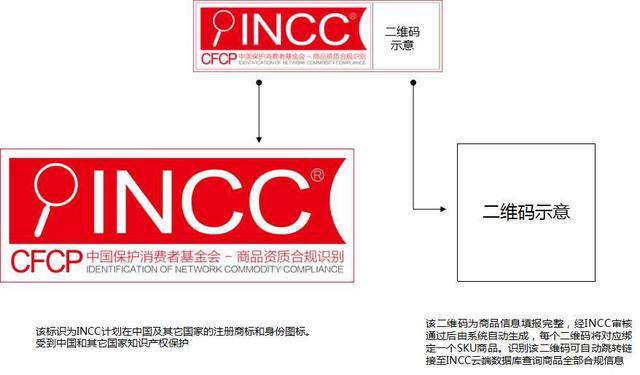 INCC®
CFCP 中国保护消费者基金会 - 商品资质合规识别
IDENTIFICATION OF NETWORK COMMODITY COMPLIANCE
二维码
示意
INCC®
CFCP 中国保护消费者基金会 - 商品资质合规识别
IDENTIFICATION OF NETWORK COMMODITY COMPLIANCE
二维码示意
该标识为INCC计划在中国及其它国家的注册商标和身份图标。
受到中国和其它国家知识产权保护
该二维码为商品信息填报完整，经INCC审核
通过后由系统自动生成，每个二维码将对应绑
定一个SKU商品。识别该二维码可自动跳转链
接至INCC云端数据库查询商品全部合规信息